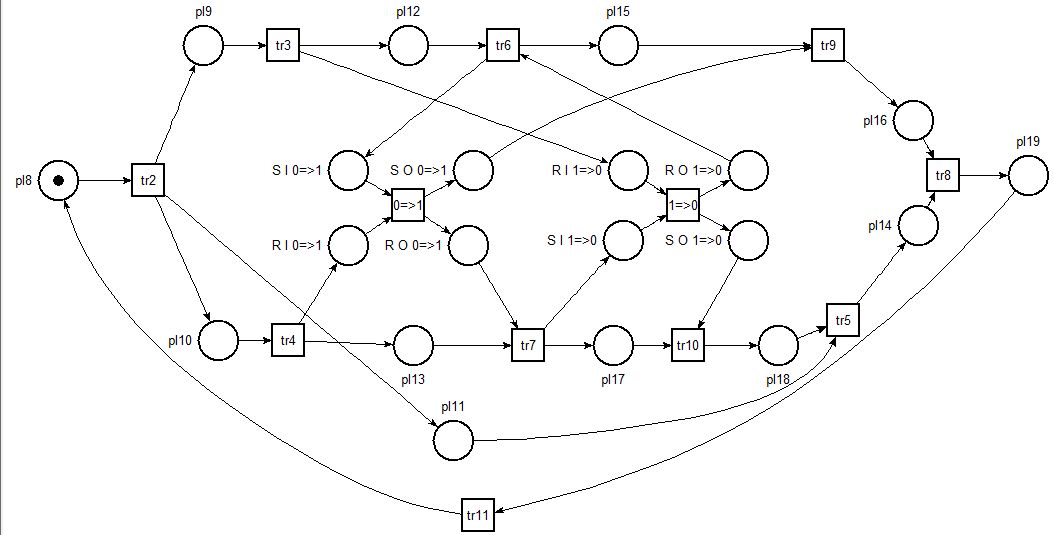 pl9
pl12
pl15
tr3
tr6
tr9
pl16
pl19
S I 0=>1
S O 0=>1
R I 1=>0
R O 1=>0
pl8
tr2
tr8
0=>1
1=>0
pl14
R I 0=>1
R O 0=>1
S I 1=>0
S O 1=>0
tr5
pl10
tr4
tr7
tr10
pl13
pl17
pl18
pl11
tr11